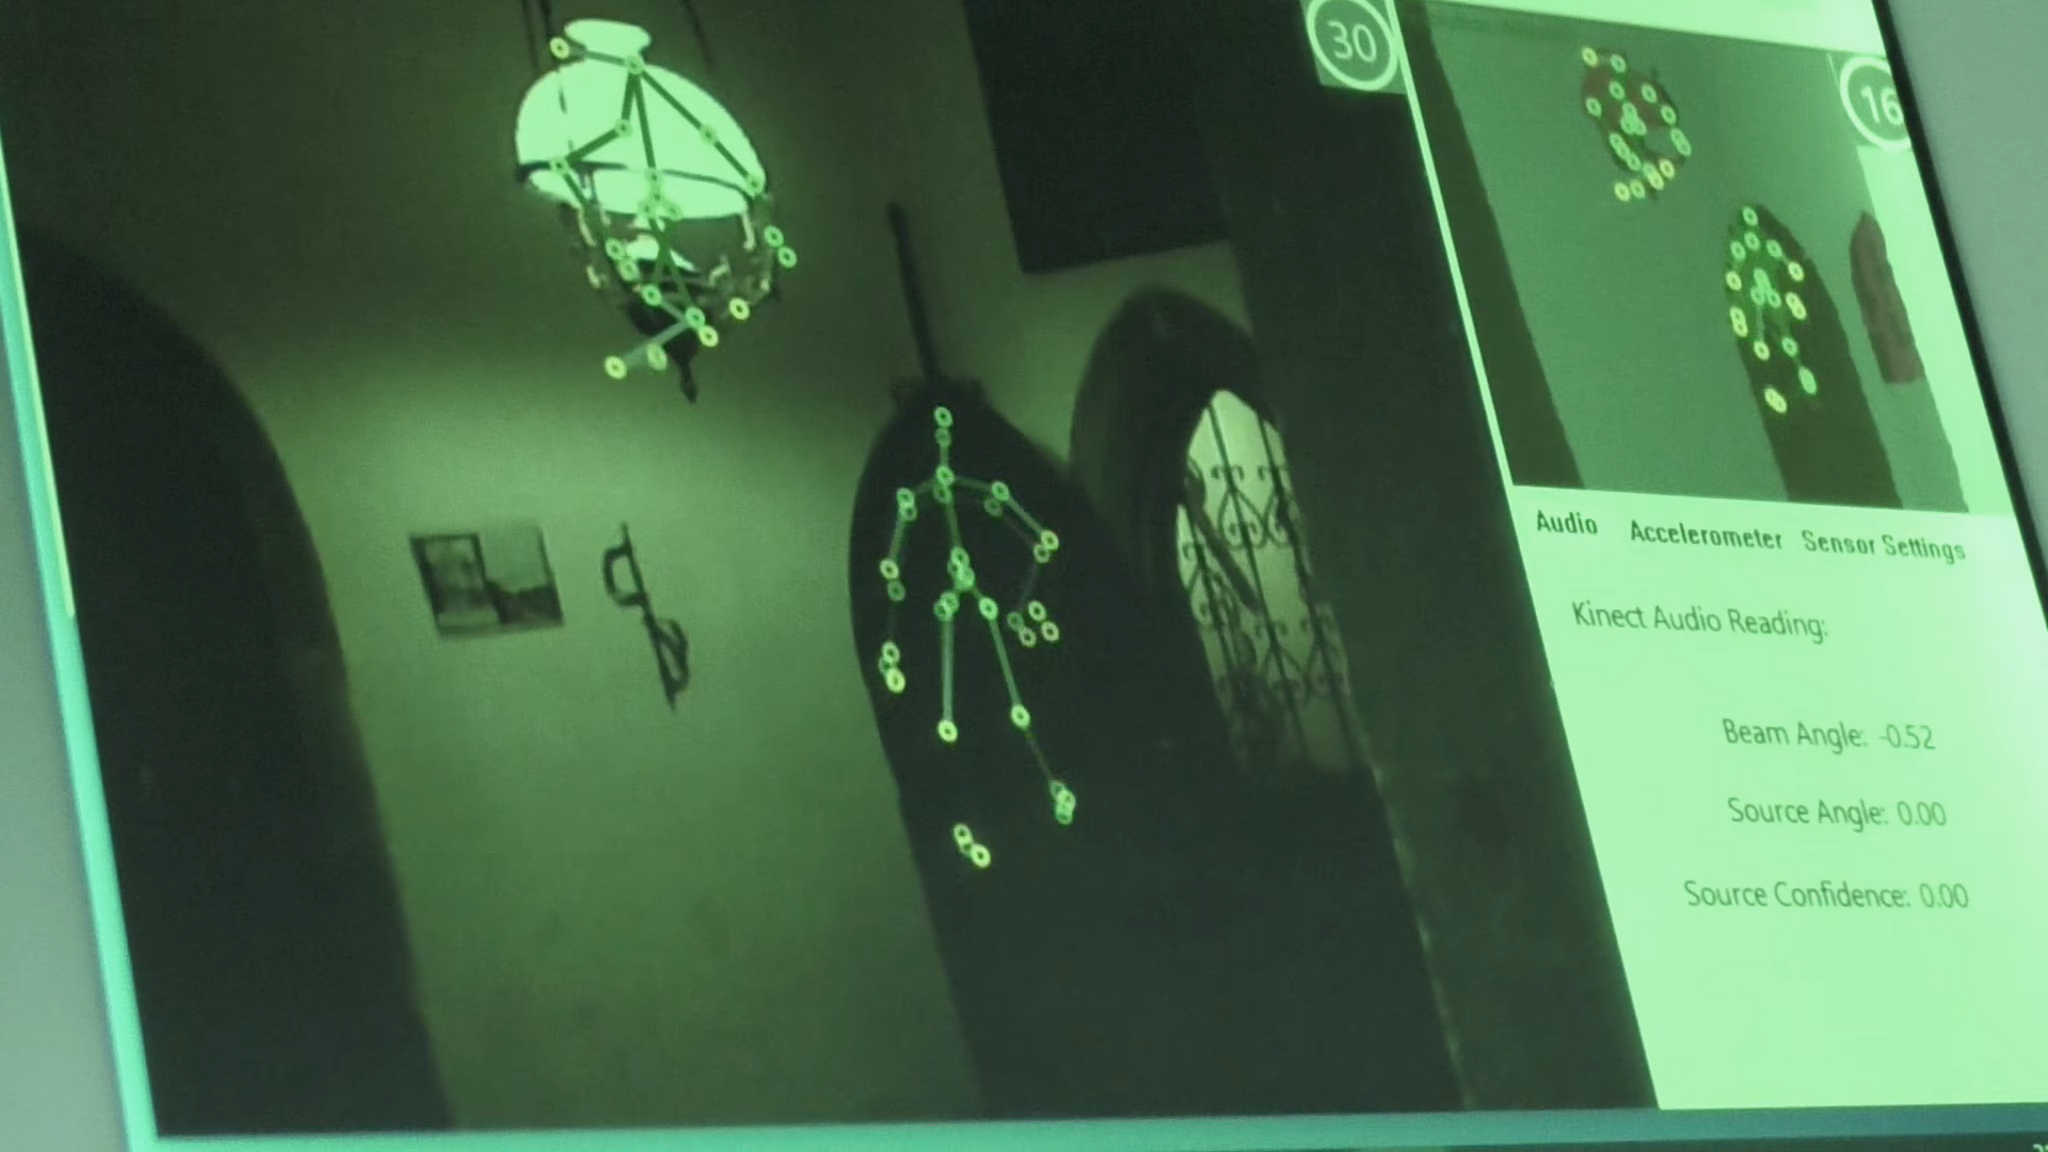 30
16
Audio Accelerometer Sensor Settings
Kinect Audio Reading:
Beam Angle: -0.52
Source Angle: 0.00
Source Confidence: 0.00